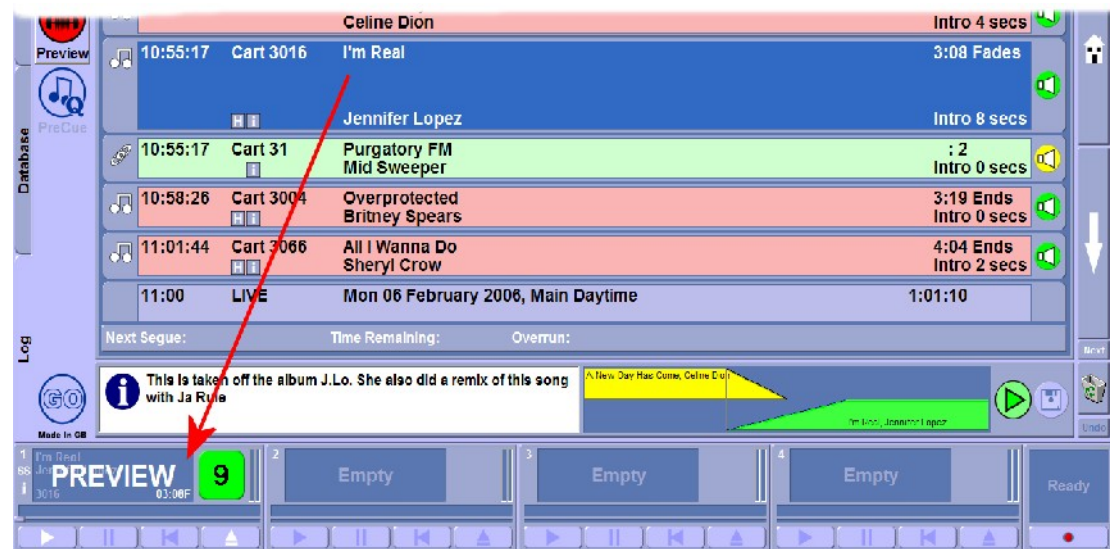 Celine Dion Intro 4 secs
Preview
10:55:17 Cart 3016 I'm Real 3:08 Fades
PreCue
H i Jennifer Lopez Intro 8 secs
Database
10:55:17 Cart 31 Purgatory FM : 2
i Mid Sweeper Intro 0 secs
10:58:26 Cart 3004 Overprotected 3:19 Ends
H i Britney Spears Intro 0 secs
11:01:44 Cart 3066 All I Wanna Do 4:04 Ends
H i Sheryl Crow Intro 2 secs
11:00 LIVE Mon 06 February 2006, Main Daytime 1:01:10
Log
Next Segue: Time Remaining: Overrun:
Next
GO
Made in GB
i
This is taken off the album J.Lo. She also did a remix of this song
with Ja Rule
A New Day Has Come, Celine Dion
I'm Real, Jennifer Lopez
Undo
1 I'm Real
6S
i 3016 03:08F
PREVIEW
9
2 Empty
3 Empty
4 Empty
Ready